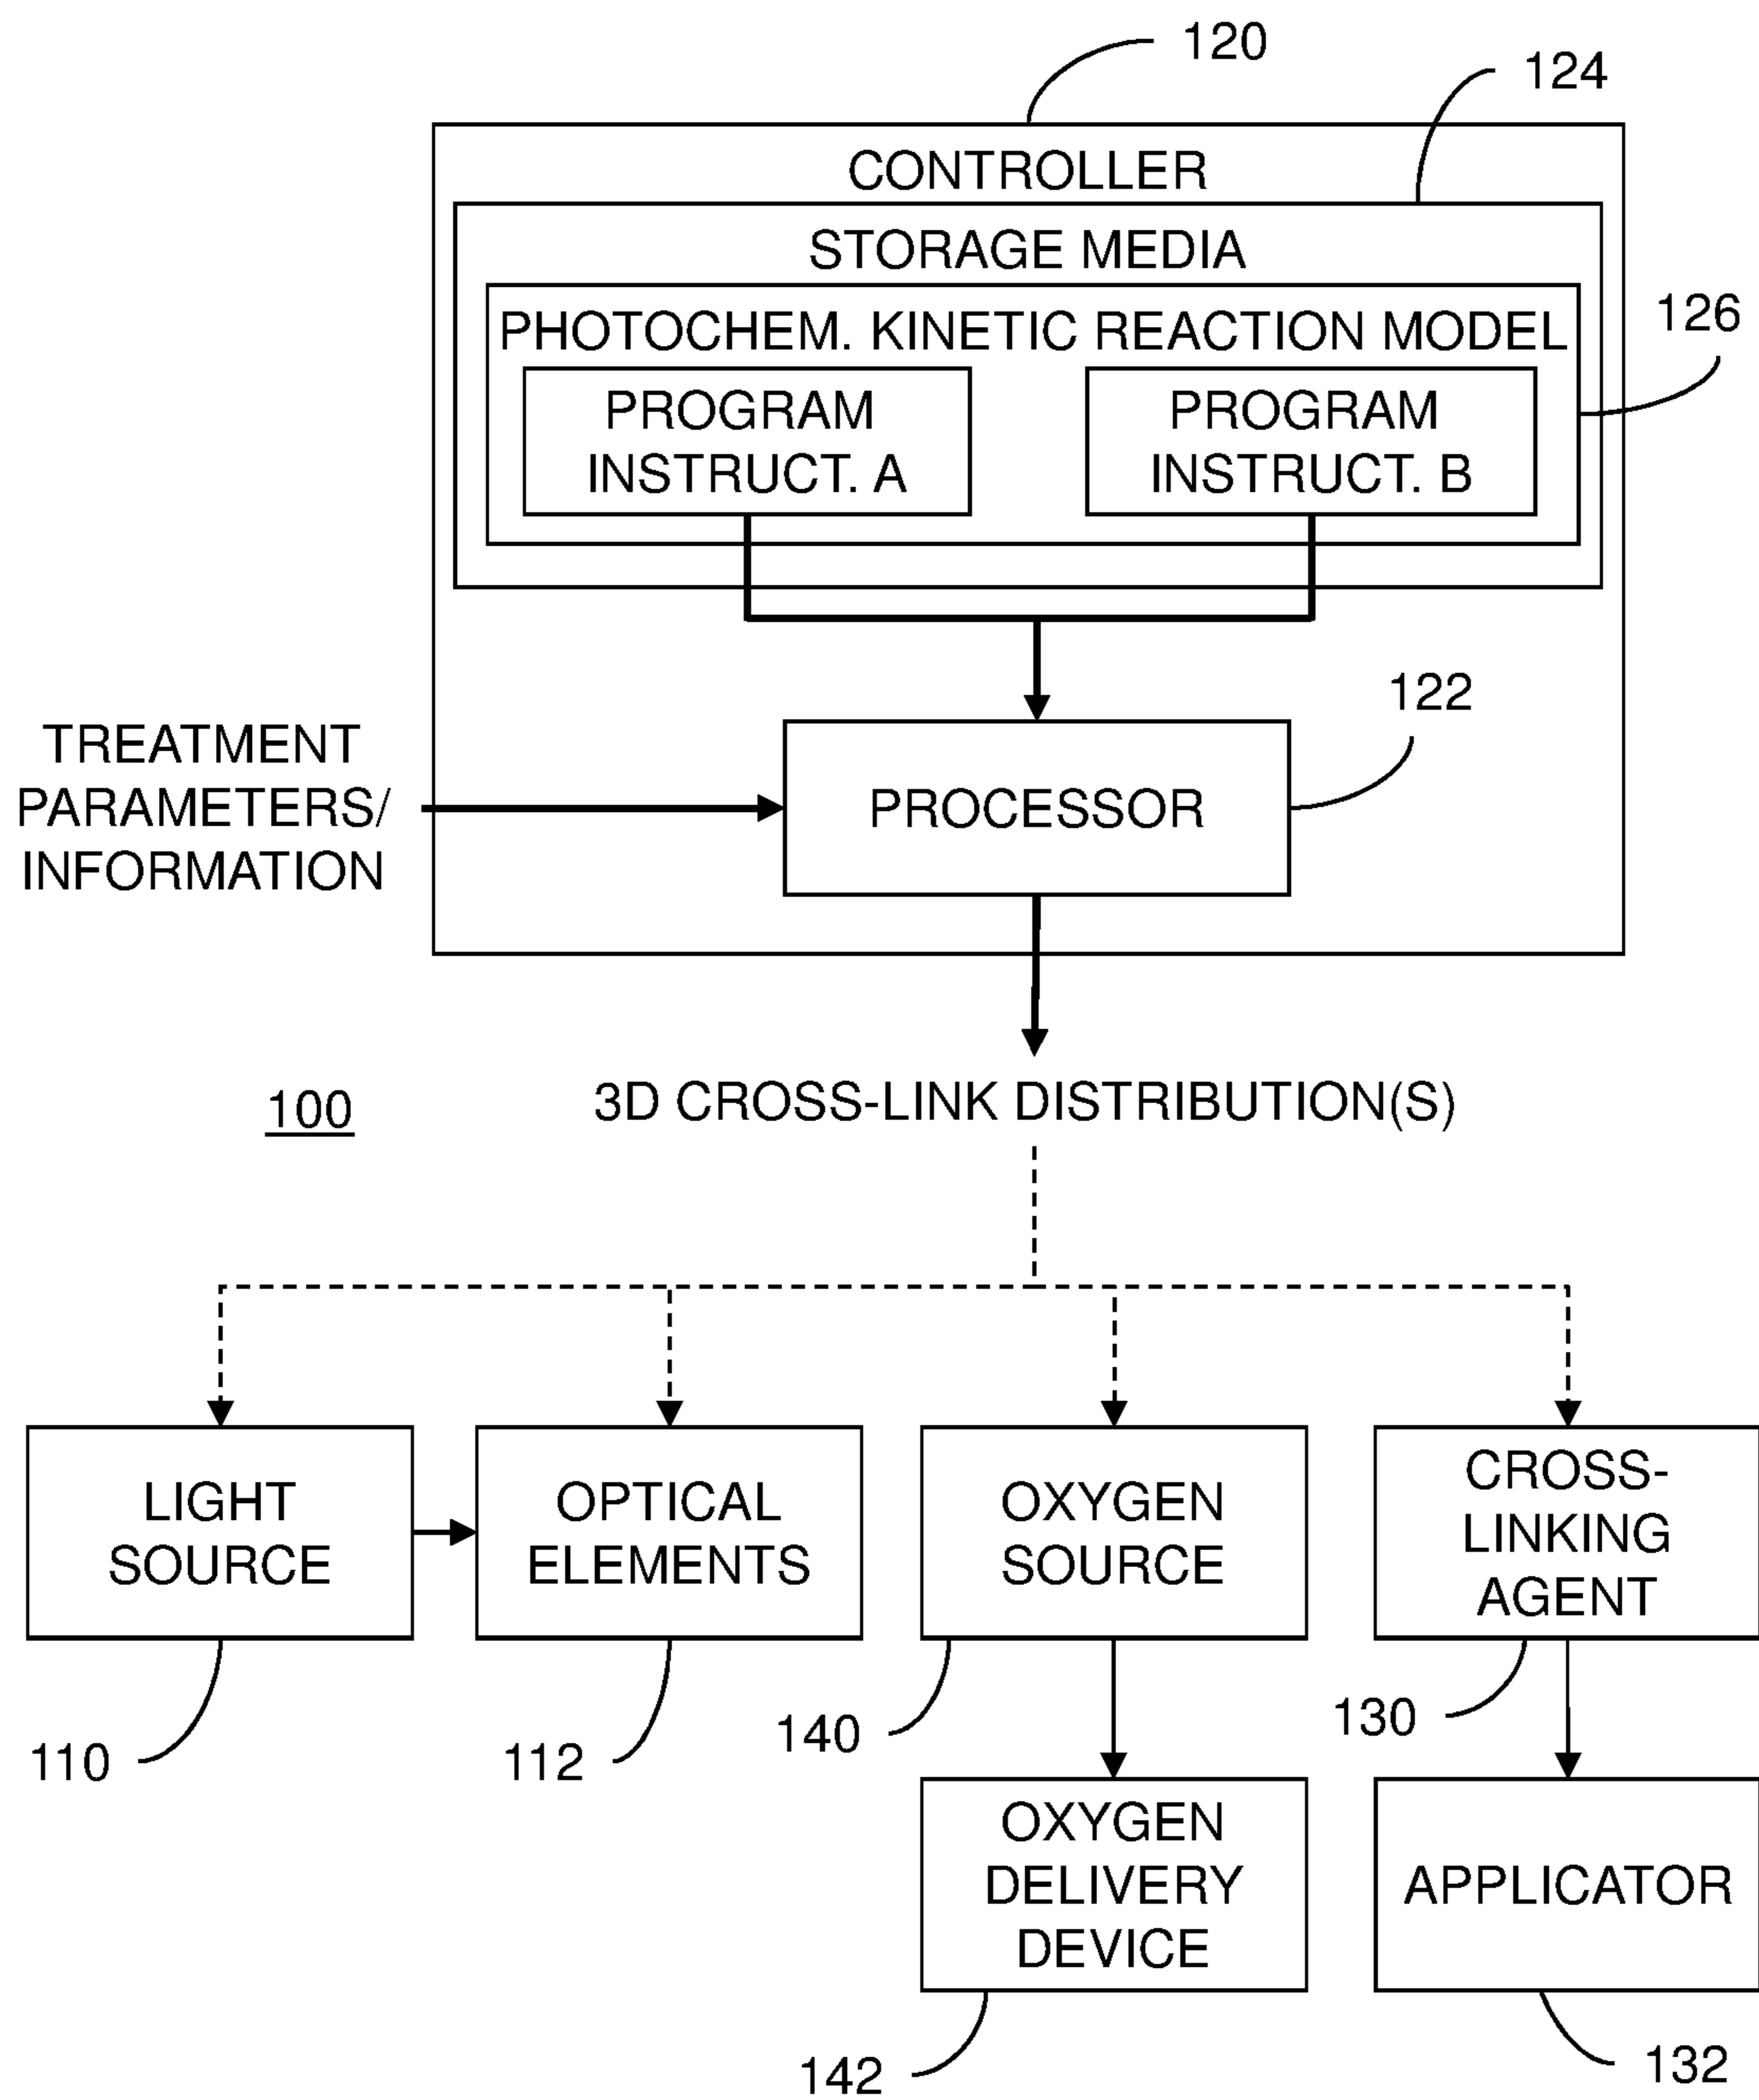 120
124
CONTROLLER
STORAGE MEDIA
126
PHOTOCHEM. KINETIC REACTION MODEL
PROGRAM
INSTRUCT. A
PROGRAM
INSTRUCT. B
122
TREATMENT
PARAMETERS/
INFORMATION
PROCESSOR
100
3D CROSS-LINK DISTRIBUTION(S)
LIGHT
SOURCE
OPTICAL
ELEMENTS
OXYGEN
SOURCE
CROSS-
LINKING
AGENT
110
112
140
130
OXYGEN
DELIVERY
DEVICE
APPLICATOR
142
132